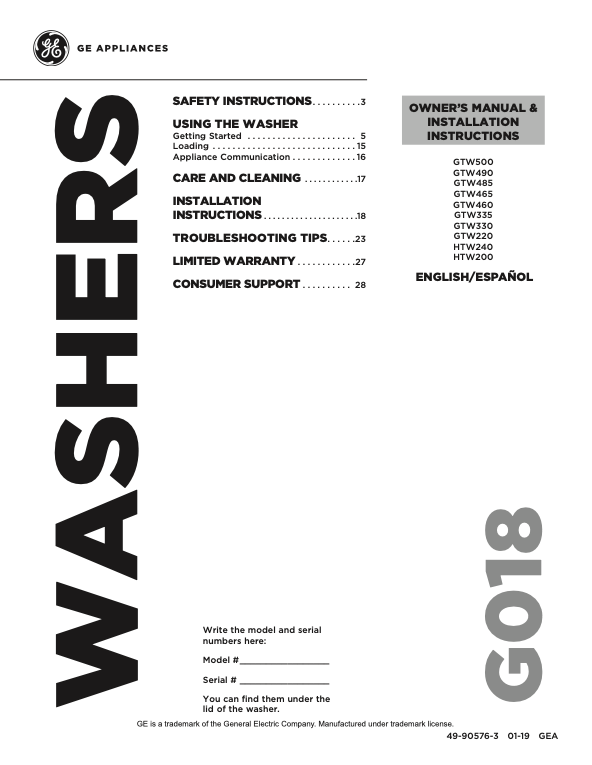 GE APPLIANCES
WASHERS
SAFETY INSTRUCTIONS..........3
USING THE WASHER
Getting Started ...................... 5
Loading ............................. 15
Appliance Communication ............. 16
CARE AND CLEANING ...........17
INSTALLATION
INSTRUCTIONS...................18
TROUBLESHOOTING TIPS......23
LIMITED WARRANTY ............27
CONSUMER SUPPORT .......... 28
OWNER'S MANUAL &
INSTALLATION
INSTRUCTIONS
GTW500
GTW490
GTW485
GTW465
GTW460
GTW335
GTW330
GTW220
HTW240
HTW200
ENGLISH/ESPAÑOL
G018
Write the model and serial
numbers here:
Model #_________________
Serial # _________________
You can find them under the
lid of the washer.
GE is a trademark of the General Electric Company. Manufactured under trademark license.
49-90576-3 01-19 GEA